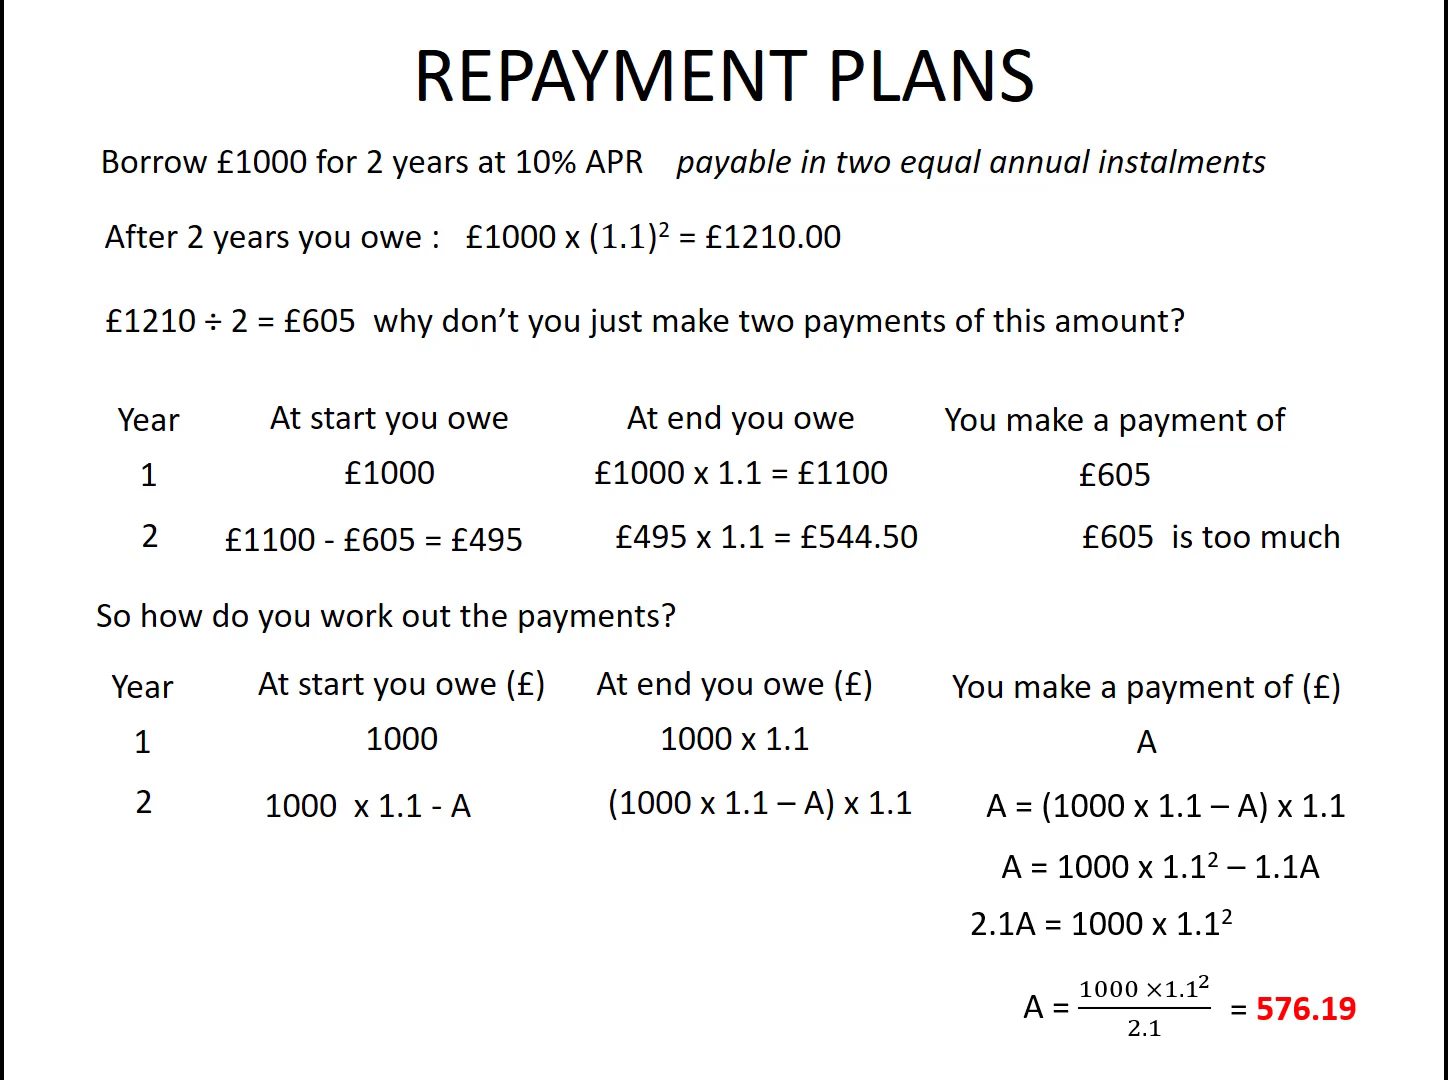 REPAYMENT PLANS
Borrow £1000 for 2 years at 10% APR payable in two equal annual instalments
After 2 years you owe : £1000 x (1.1)² = £1210.00
£1210 ÷ 2 = £605 why don’t you just make two payments of this amount?
Year At start you owe At end you owe You make a payment of
1 £1000 £1000 x 1.1 = £1100 £605
2 £1100 - £605 = £495 £495 x 1.1 = £544.50 £605 is too much
So how do you work out the payments?
Year At start you owe (£) At end you owe (£) You make a payment of (£)
1 1000 1000 x 1.1 A
2 1000 x 1.1 - A (1000 x 1.1 – A) x 1.1 A = (1000 x 1.1 – A) x 1.1
A = 1000 x 1.1² – 1.1A
2.1A = 1000 x 1.1²
A = 1000 ×1.1² / 2.1 = 576.19